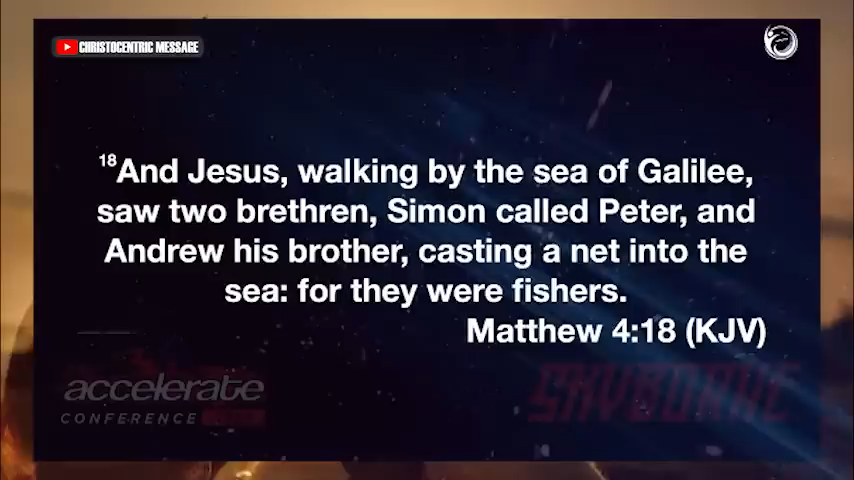 CHRISTOCENTRIC MESSAGE
18And Jesus, walking by the sea of Galilee,
saw two brethren, Simon called Peter, and
Andrew his brother, casting a net into the
sea: for they were fishers.
Matthew 4:18 (KJV)
accelerate
CONFERENCE
SKYBORNE